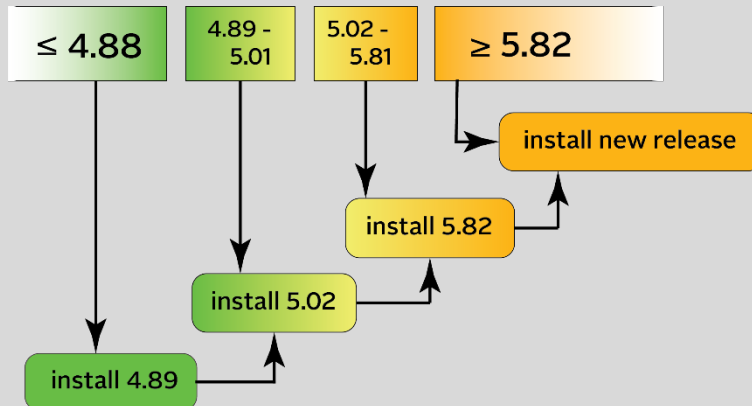 ≤ 4.88
4.89 -
5.01
5.02 -
5.81
≥ 5.82
install new release
install 5.82
install 5.02
install 4.89